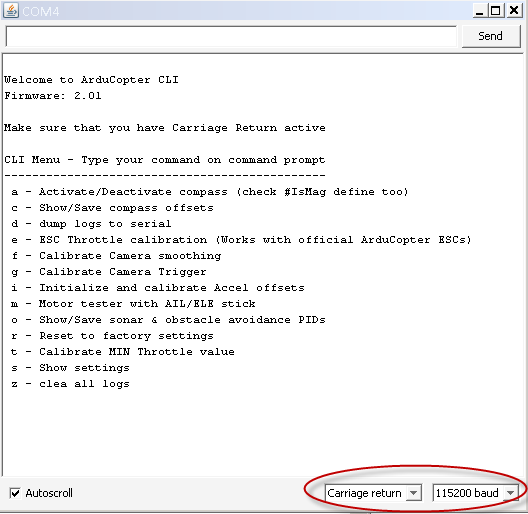 COM4
Send
Welcome to ArduCopter CLI
Firmware: 2.01
Make sure that you have Carriage Return active
CLI Menu - Type your command on command prompt
----------------------------------------------
a - Activate/Deactivate compass (check #IsMag define too)
c - Show/Save compass offsets
d - dump logs to serial
e - ESC Throttle calibration (Works with official ArduCopter ESCs)
f - Calibrate Camera smoothing
g - Calibrate Camera Trigger
i - Initialize and calibrate Accel offsets
m - Motor tester with AIL/ELE stick
o - Show/Save sonar & obstacle avoidance PIDs
r - Reset to factory settings
t - Calibrate MIN Throttle value
s - Show settings
z - clea all logs
Autoscroll
Carriage return
115200 baud